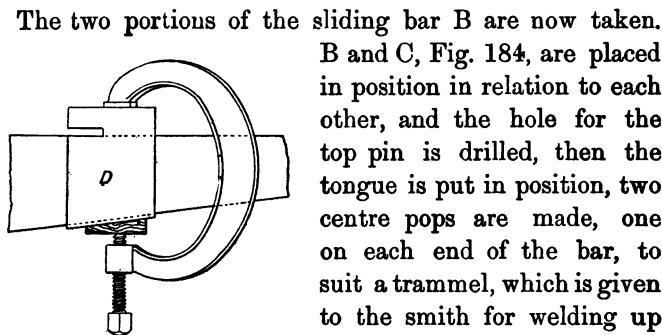 The two portions of the sliding bar B are now taken.
B and C, Fig. 184, are placed
in position in relation to each
other, and the hole for the
top pin is drilled, then the
tongue is put in position, two
centre pops are made, one
on each end of the bar, to
suit a trammel, which is given
to the smith for welding up
D